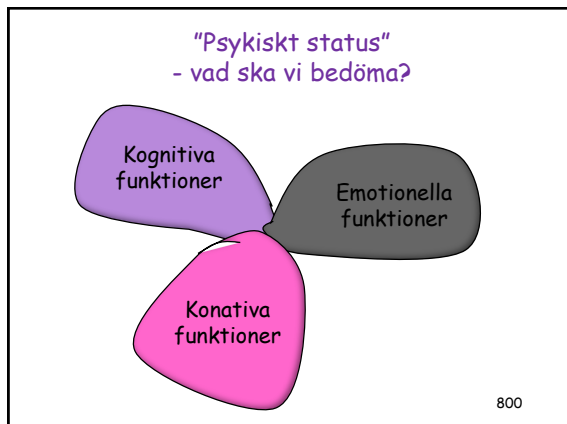 "Psykiskt status"
- vad ska vi bedöma?
Kognitiva
funktioner
Emotionella
funktioner
Konativa
funktioner
800